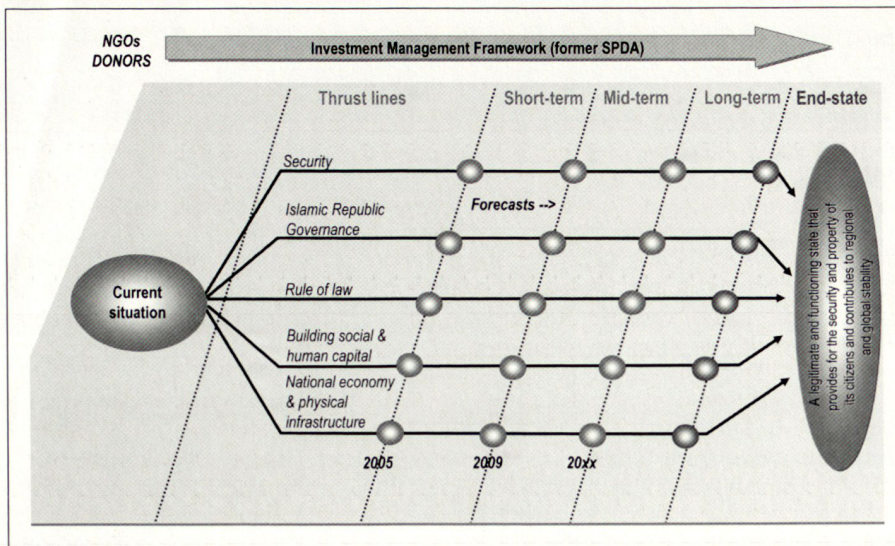 NGOs
DONORS
Investment Management Framework (former SPDA)
Thrust lines
Short-term
Mid-term
Long-term
End-state
Security
Forecasts -->
Islamic Republic
Governance
Current
situation
Rule of law
Building social &
human capital
National economy
& physical
infrastructure
2005
2009
20xx
A legitimate and functioning state that
provides for the security and property of
its citizens and contributes to regional
and global stability